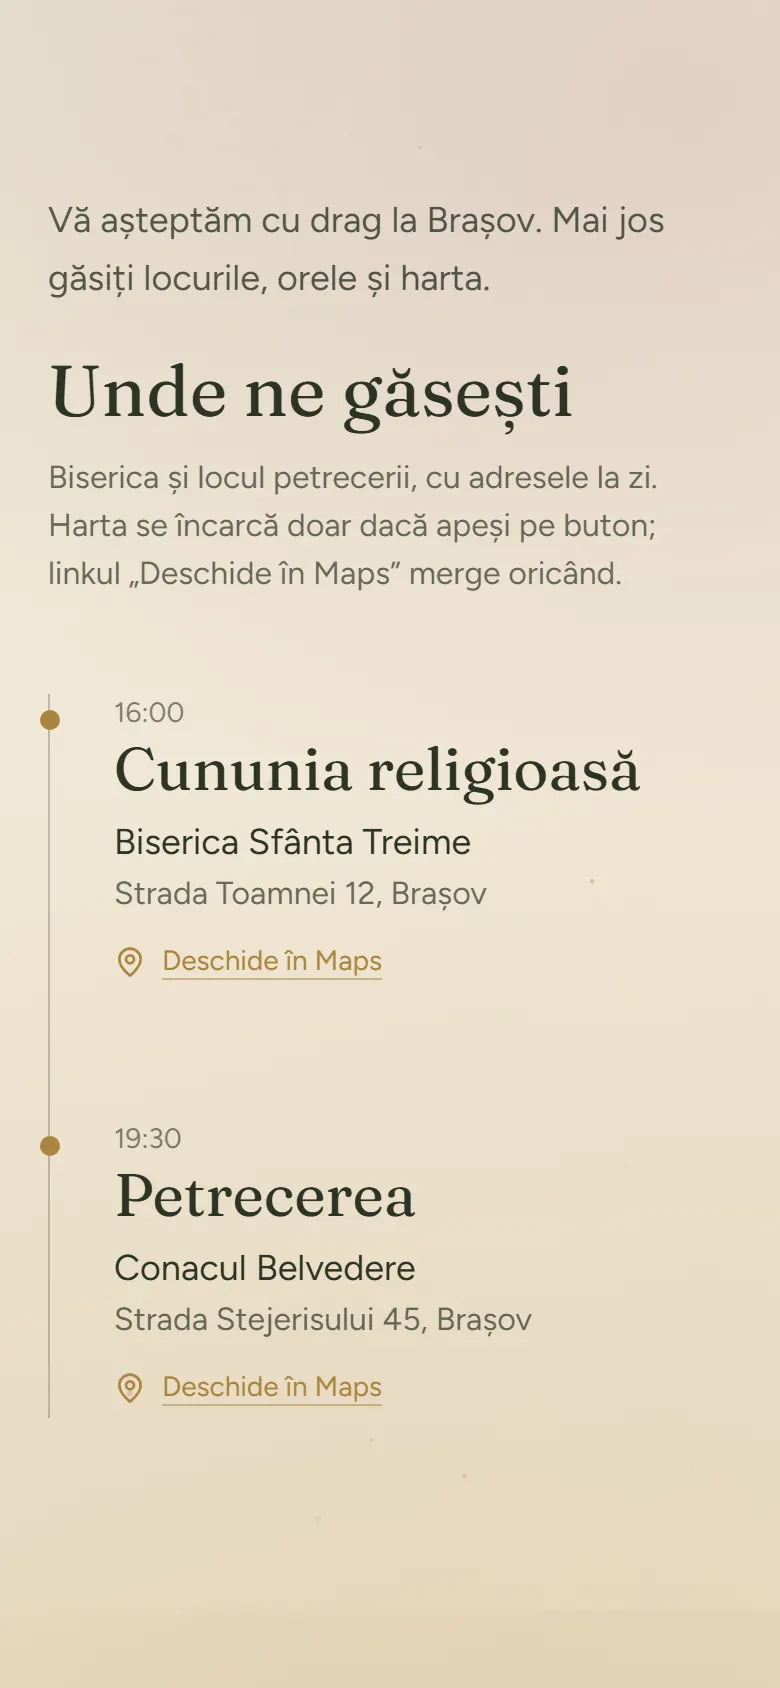 Vă așteptăm cu drag la Brașov. Mai jos
găsiți locurile, orele și harta.
Unde ne găsești
Biserica și locul petrecerii, cu adresele la zi.
Harta se încarcă doar dacă apeși pe buton;
linkul „Deschide în Maps” merge oricând.
16:00
Cununia religioasă
Biserica Sfânta Treime
Strada Toamnei 12, Brașov
Deschide în Maps
19:30
Petrecerea
Conacul Belvedere
Strada Stejerisului 45, Brașov
Deschide în Maps